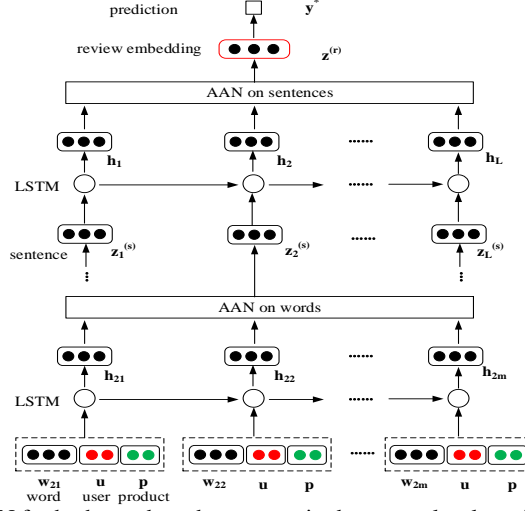 prediction y*
review embedding z(r)
AAN on sentences
h1 h2 ...... hL
LSTM ......
sentence z1(s) z2(s) ...... zL(s)
... ...
AAN on words
h21 h22 ...... h2m
LSTM ......
......
w21 u p w22 u p w2m u p
word user product